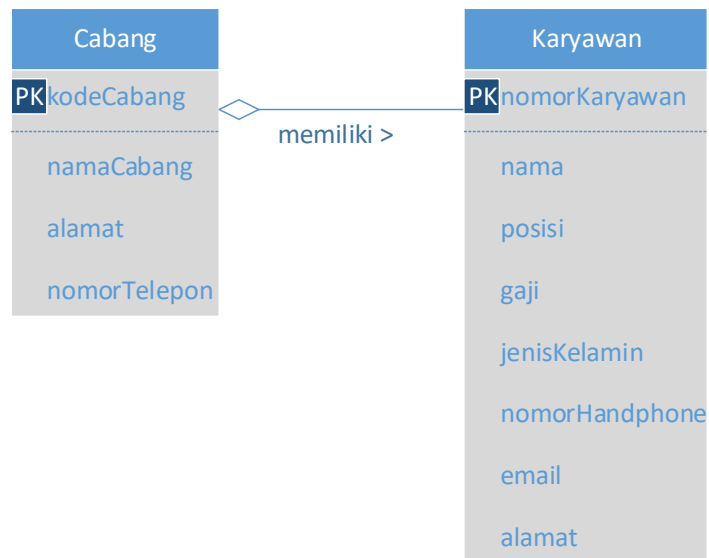 Cabang
PK kodeCabang
namaCabang
alamat
nomorTelepon
memiliki >
Karyawan
PK nomorKaryawan
nama
posisi
gaji
jenisKelamin
nomorHandphone
email
alamat